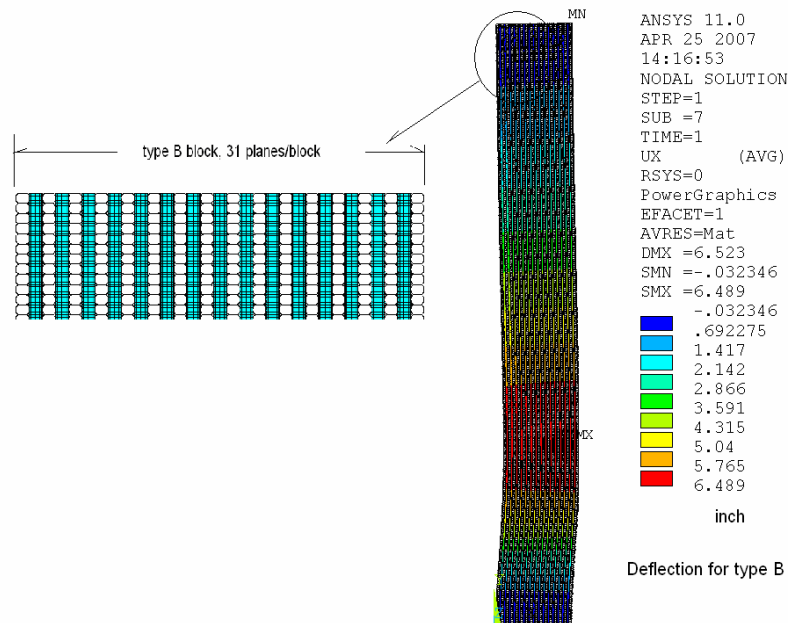 MN
ANSYS 11.0
APR 25 2007
14:16:53
NODAL SOLUTION
STEP=1
SUB =7
TIME=1
UX (AVG)
RSYS=0
PowerGraphics
EFACET=1
AVRES=Mat
DMX =6.523
SMN =-.032346
SMX =6.489
-.032346
.692275
1.417
2.142
2.866
3.591
4.315
5.04
5.765
6.489
inch
Deflection for type B
type B block, 31 planes/block
MX